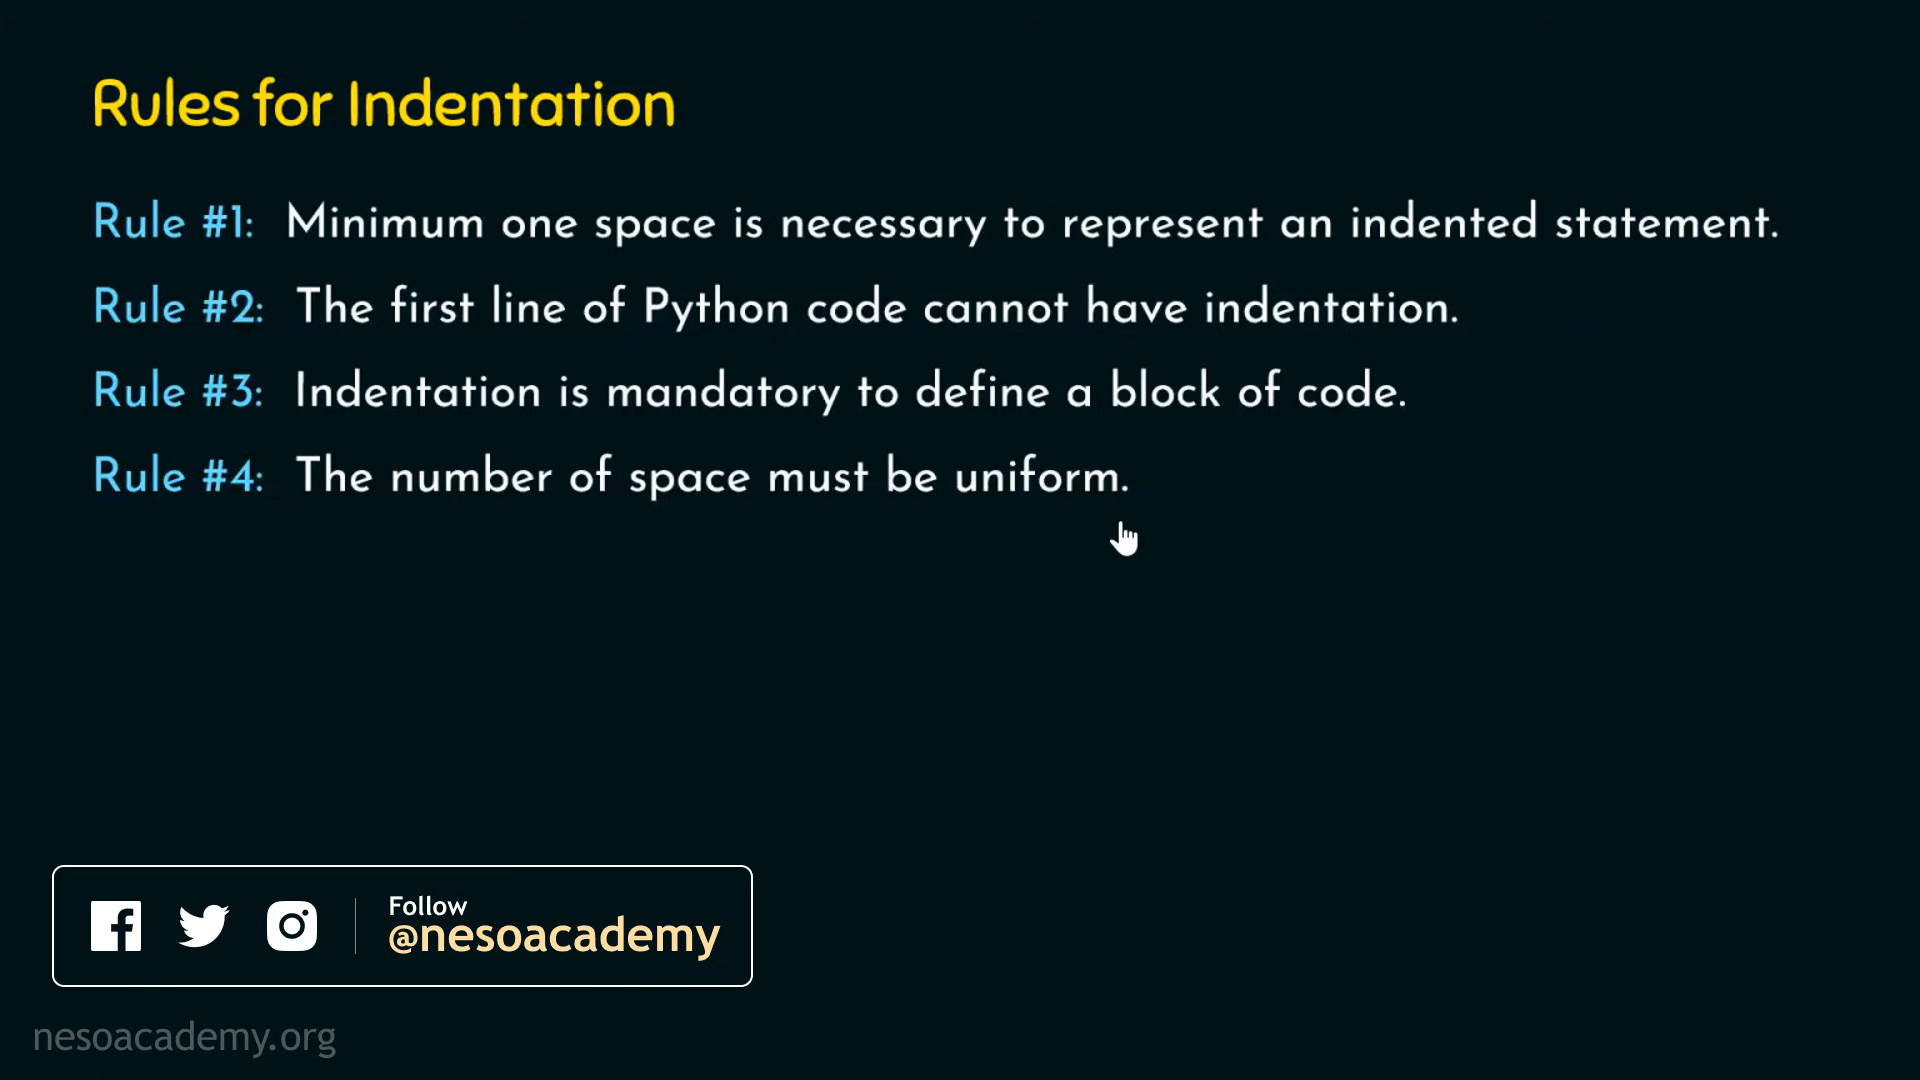 Rules for Indentation
Rule #1: Minimum one space is necessary to represent an indented statement.
Rule #2: The first line of Python code cannot have indentation.
Rule #3: Indentation is mandatory to define a block of code.
Rule #4: The number of space must be uniform.
Follow
@nesoacademy
nesoacademy.org